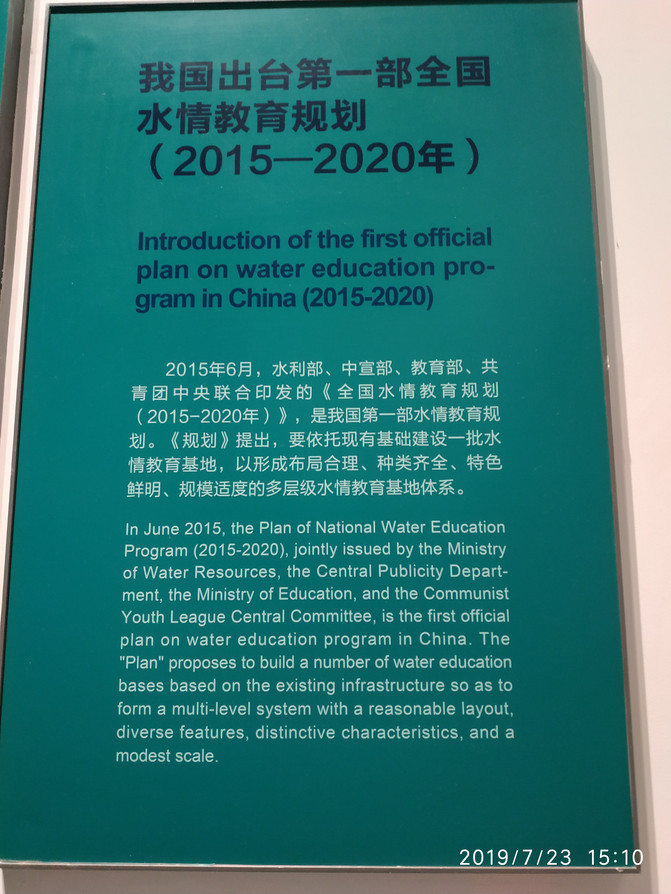 我国出台第一部全国
水情教育规划
（2015—2020年）
Introduction of the first official
plan on water education pro-
gram in China (2015-2020)
2015年6月，水利部、中宣部、教育部、共
青团中央联合印发的《全国水情教育规划
（2015-2020年）》，是我国第一部水情教育规
划。《规划》提出，要依托现有基础建设一批水
情教育基地，以形成布局合理、种类齐全、特色
鲜明、规模适度的多层级水情教育基地体系。
In June 2015, the Plan of National Water Education
Program (2015-2020), jointly issued by the Ministry
of Water Resources, the Central Publicity Depart-
ment, the Ministry of Education, and the Communist
Youth League Central Committee, is the first official
plan on water education program in China. The
"Plan" proposes to build a number of water education
bases based on the existing infrastructure so as to
form a multi-level system with a reasonable layout,
diverse features, distinctive characteristics, and a
modest scale.
2019/7/23 15:10